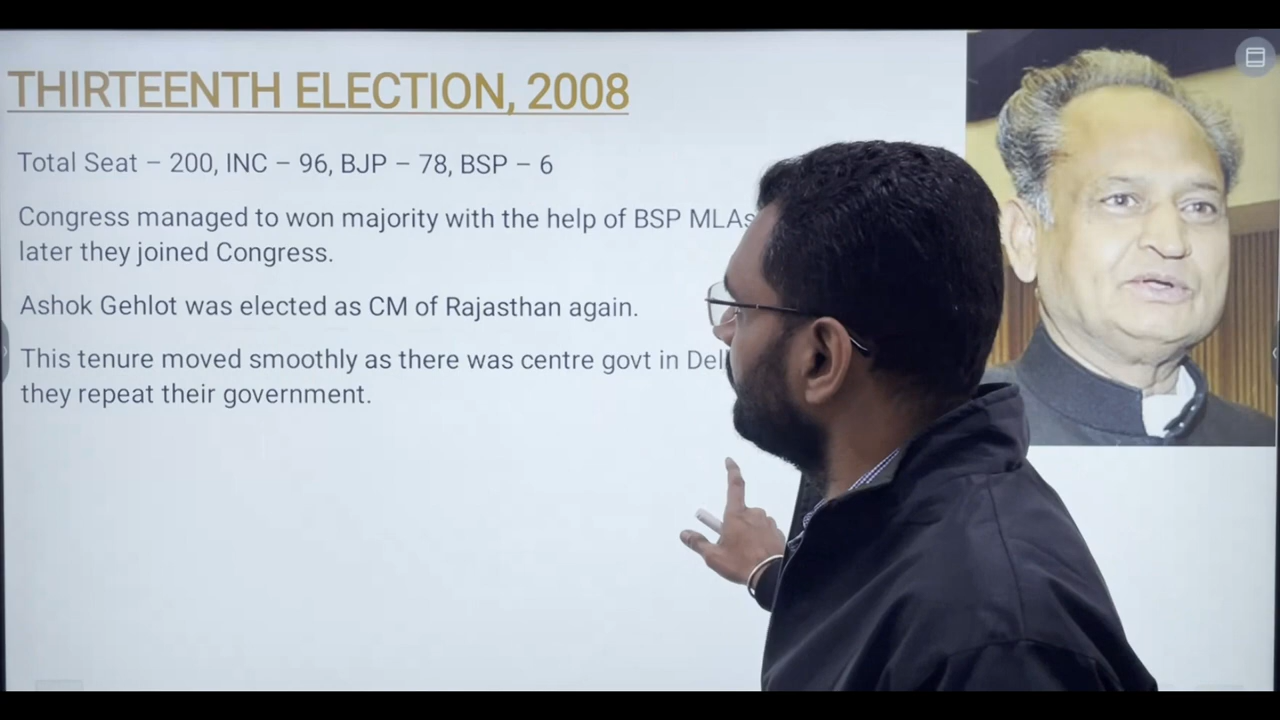 THIRTEENTH ELECTION, 2008
Total Seat – 200, INC – 96, BJP – 78, BSP – 6
Congress managed to won majority with the help of BSP MLAs
later they joined Congress.
Ashok Gehlot was elected as CM of Rajasthan again.
This tenure moved smoothly as there was centre govt in
they repeat their government.